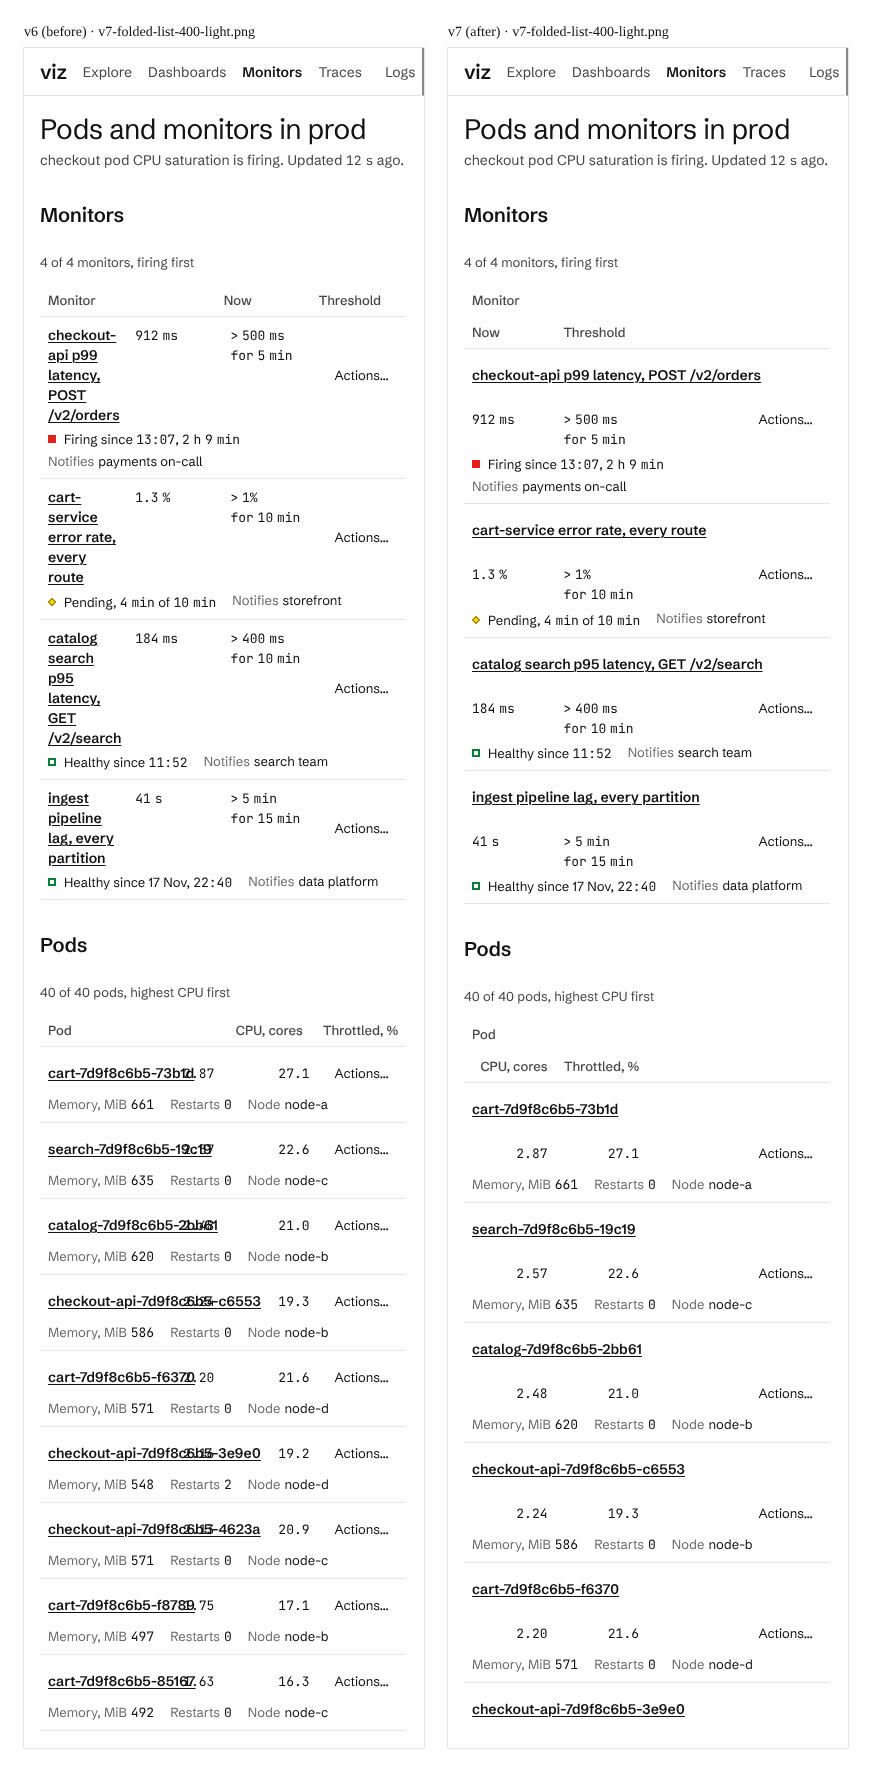 v6 (before) · v7-folded-list-400-light.png
viz Explore Dashboards Monitors Traces Logs
Pods and monitors in prod
checkout pod CPU saturation is firing. Updated 12 s ago.
Monitors
4 of 4 monitors, firing first
Monitor Now Threshold
checkout- 912 ms > 500 ms
api p99 for 5 min
latency, Actions...
POST
/v2/orders
Firing since 13:07, 2 h 9 min
Notifies payments on-call
cart- 1.3 % > 1%
service for 10 min
error rate, Actions...
every
route
Pending, 4 min of 10 min Notifies storefront
catalog 184 ms > 400 ms
search for 10 min
p95
latency, Actions...
GET
/v2/search
Healthy since 11:52 Notifies search team
ingest 41 s > 5 min
pipeline for 15 min
lag, every Actions...
partition
Healthy since 17 Nov, 22:40 Notifies data platform
Pods
40 of 40 pods, highest CPU first
Pod CPU, cores Throttled, %
cart-7d9f8c6b5-73b1d 27.1 Actions...
Memory, MiB 661 Restarts 0 Node node-a
search-7d9f8c6b5-19c19 22.6 Actions...
Memory, MiB 635 Restarts 0 Node node-c
catalog-7d9f8c6b5-2bb61 21.0 Actions...
Memory, MiB 620 Restarts 0 Node node-b
checkout-api-7d9f8c6b5-c6553 19.3 Actions...
Memory, MiB 586 Restarts 0 Node node-b
cart-7d9f8c6b5-f6370 21.6 Actions...
Memory, MiB 571 Restarts 0 Node node-d
checkout-api-7d9f8c6b5-3e9e0 19.2 Actions...
Memory, MiB 548 Restarts 2 Node node-d
checkout-api-7d9f8c6b5-4623a 20.9 Actions...
Memory, MiB 571 Restarts 0 Node node-c
cart-7d9f8c6b5-f8789 17.1 Actions...
Memory, MiB 497 Restarts 0 Node node-b
cart-7d9f8c6b5-85167 16.3 Actions...
Memory, MiB 492 Restarts 0 Node node-c
v7 (after) · v7-folded-list-400-light.png
viz Explore Dashboards Monitors Traces Logs
Pods and monitors in prod
checkout pod CPU saturation is firing. Updated 12 s ago.
Monitors
4 of 4 monitors, firing first
Monitor
Now Threshold
checkout-api p99 latency, POST /v2/orders
912 ms > 500 ms Actions...
for 5 min
Firing since 13:07, 2 h 9 min
Notifies payments on-call
cart-service error rate, every route
1.3 % > 1% Actions...
for 10 min
Pending, 4 min of 10 min Notifies storefront
catalog search p95 latency, GET /v2/search
184 ms > 400 ms Actions...
for 10 min
Healthy since 11:52 Notifies search team
ingest pipeline lag, every partition
41 s > 5 min Actions...
for 15 min
Healthy since 17 Nov, 22:40 Notifies data platform
Pods
40 of 40 pods, highest CPU first
Pod
CPU, cores Throttled, %
cart-7d9f8c6b5-73b1d
2.87 27.1 Actions...
Memory, MiB 661 Restarts 0 Node node-a
search-7d9f8c6b5-19c19
2.57 22.6 Actions...
Memory, MiB 635 Restarts 0 Node node-c
catalog-7d9f8c6b5-2bb61
2.48 21.0 Actions...
Memory, MiB 620 Restarts 0 Node node-b
checkout-api-7d9f8c6b5-c6553
2.24 19.3 Actions...
Memory, MiB 586 Restarts 0 Node node-b
cart-7d9f8c6b5-f6370
2.20 21.6 Actions...
Memory, MiB 571 Restarts 0 Node node-d
checkout-api-7d9f8c6b5-3e9e0